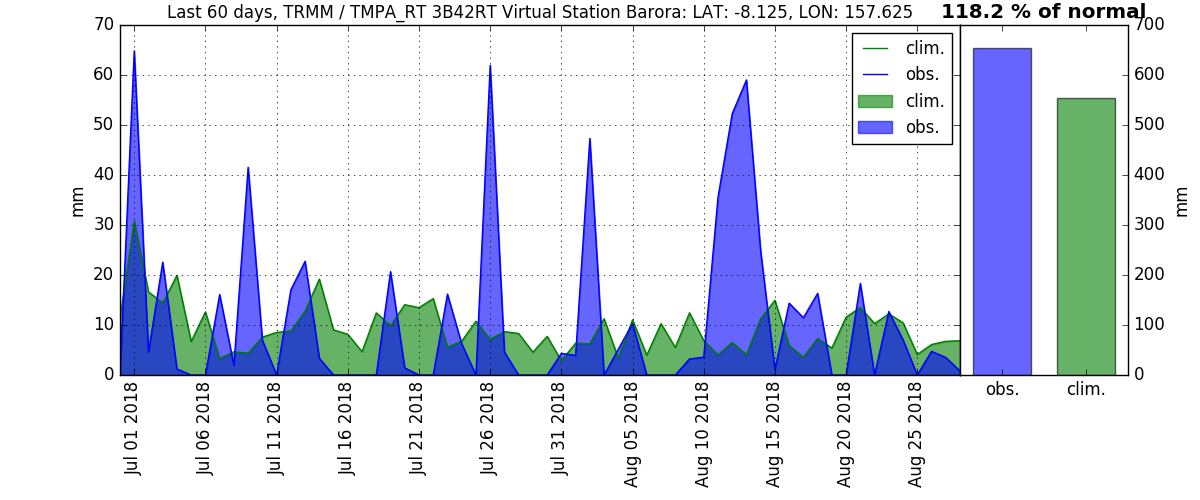 Last 60 days, TRMM / TMPA_RT 3B42RT Virtual Station Barora: LAT: -8.125, LON: 157.625
118.2 % of normal
70
60
50
40
30
20
10
0
mm
clim.
obs.
clim.
obs.
700
600
500
400
300
200
100
0
mm
Jul 01 2018
Jul 06 2018
Jul 11 2018
Jul 16 2018
Jul 21 2018
Jul 26 2018
Jul 31 2018
Aug 05 2018
Aug 10 2018
Aug 15 2018
Aug 20 2018
Aug 25 2018
obs.
clim.